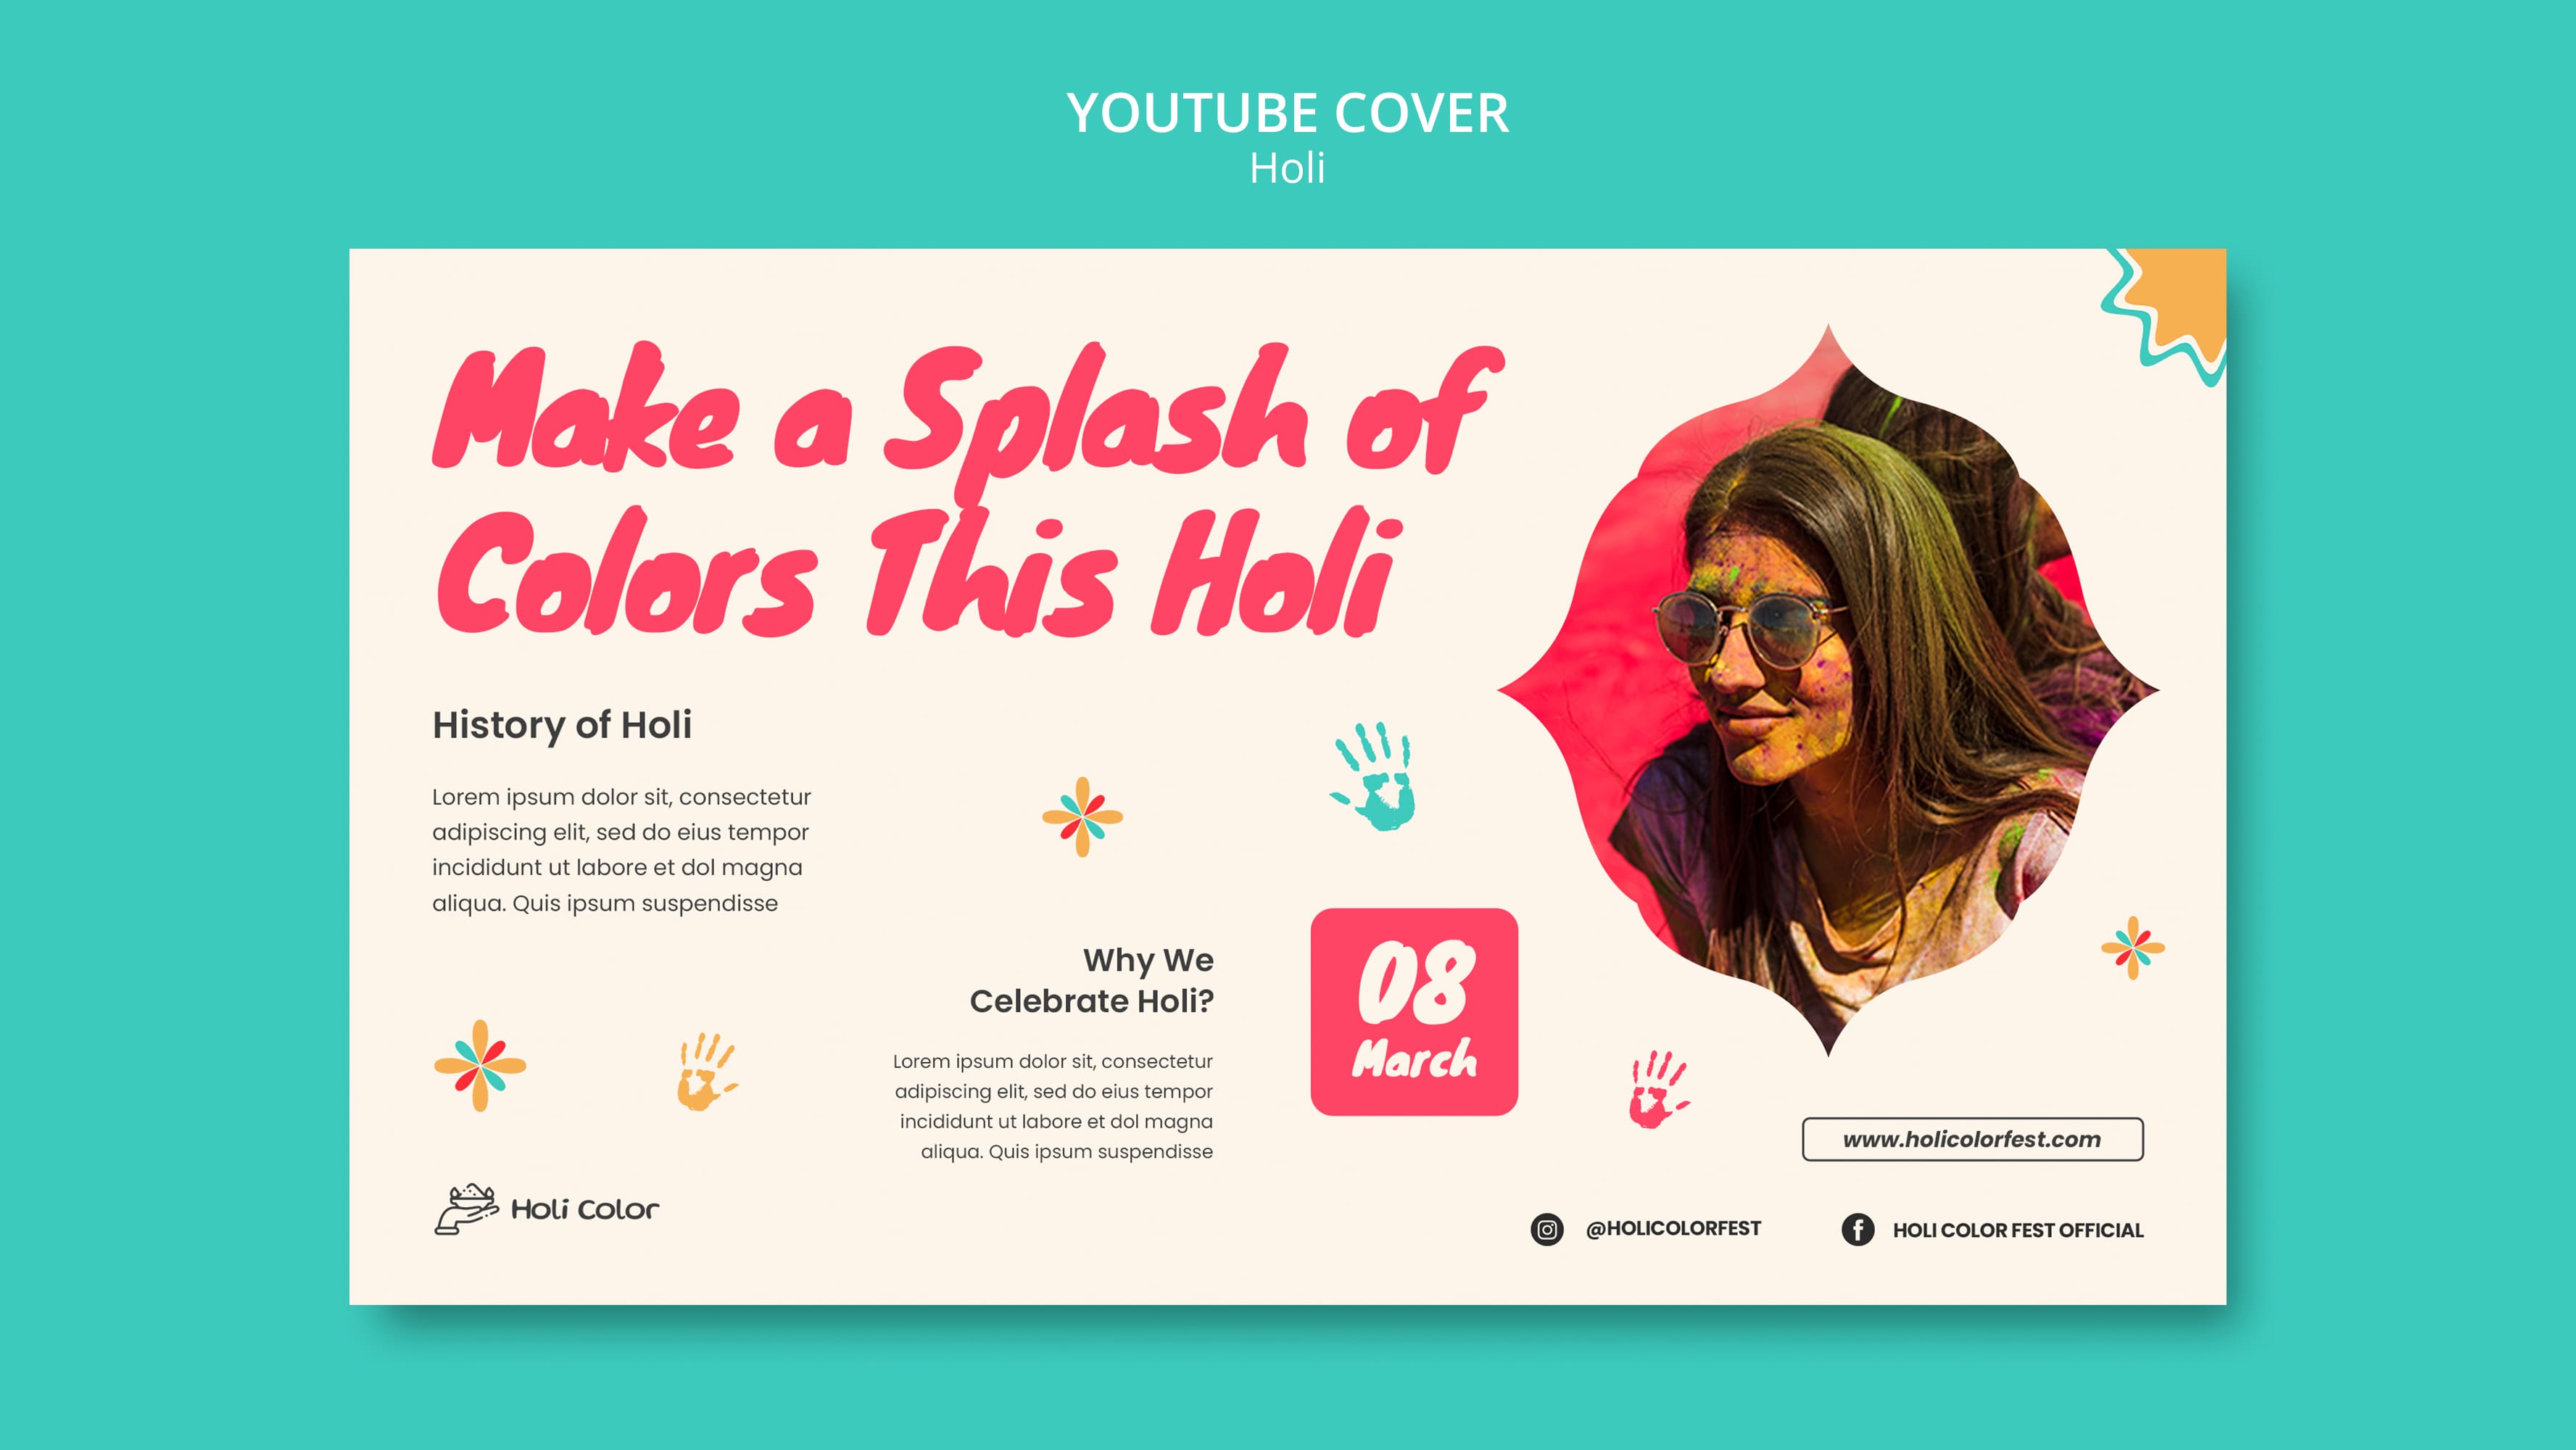 YOUTUBE COVER
Holi
Make a Splash of
Colors This Holi
History of Holi
Lorem ipsum dolor sit, consectetur
adipiscing elit, sed do eius tempor
incididunt ut labore et dol magna
aliqua. Quis ipsum suspendisse
Why We
Celebrate Holi?
Lorem ipsum dolor sit, consectetur
adipiscing elit, sed do eius tempor
incididunt ut labore et dol magna
aliqua. Quis ipsum suspendisse
08
March
www.holicolorfest.com
Holi Color
@HOLICOLORFEST
HOLI COLOR FEST OFFICIAL